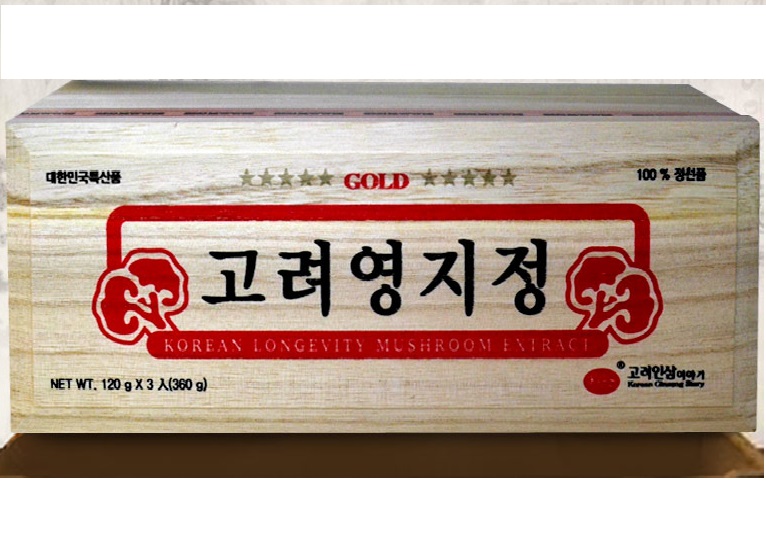 대한민국특산품
GOLD
100 % 정천품
고려영지정
KOREAN LONGEVITY MUSHROOM EXTRACT
NET WT. 120 g X 3 入(360 g)
® 고려인삼이야기
Korean Ginseng Story